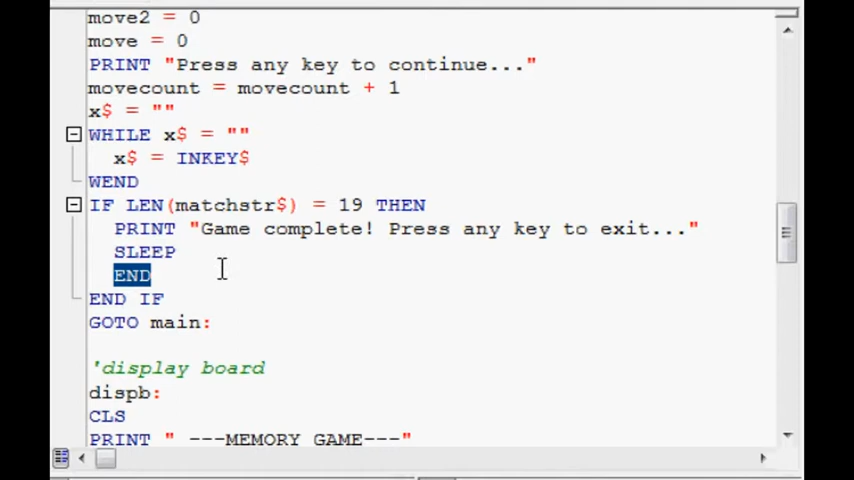 move2 = 0
move = 0
PRINT "Press any key to continue..."
movecount = movecount + 1
x$ = ""
WHILE x$ = ""
x$ = INKEY$
WEND
IF LEN(matchstr$) = 19 THEN
PRINT "Game complete! Press any key to exit..."
SLEEP
END
END IF
GOTO main:
'display board
dispb:
CLS
PRINT " ---MEMORY GAME---"